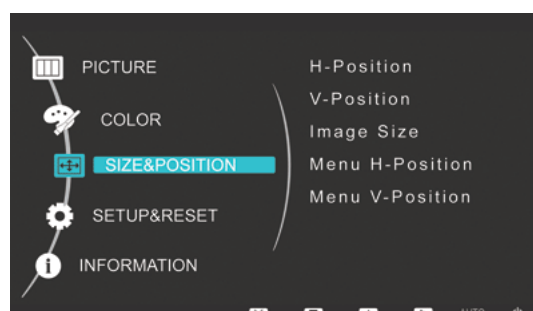 PICTURE
COLOR
SIZE&POSITION
SETUP&RESET
INFORMATION
H-Position
V-Position
Image Size
Menu H-Position
Menu V-Position